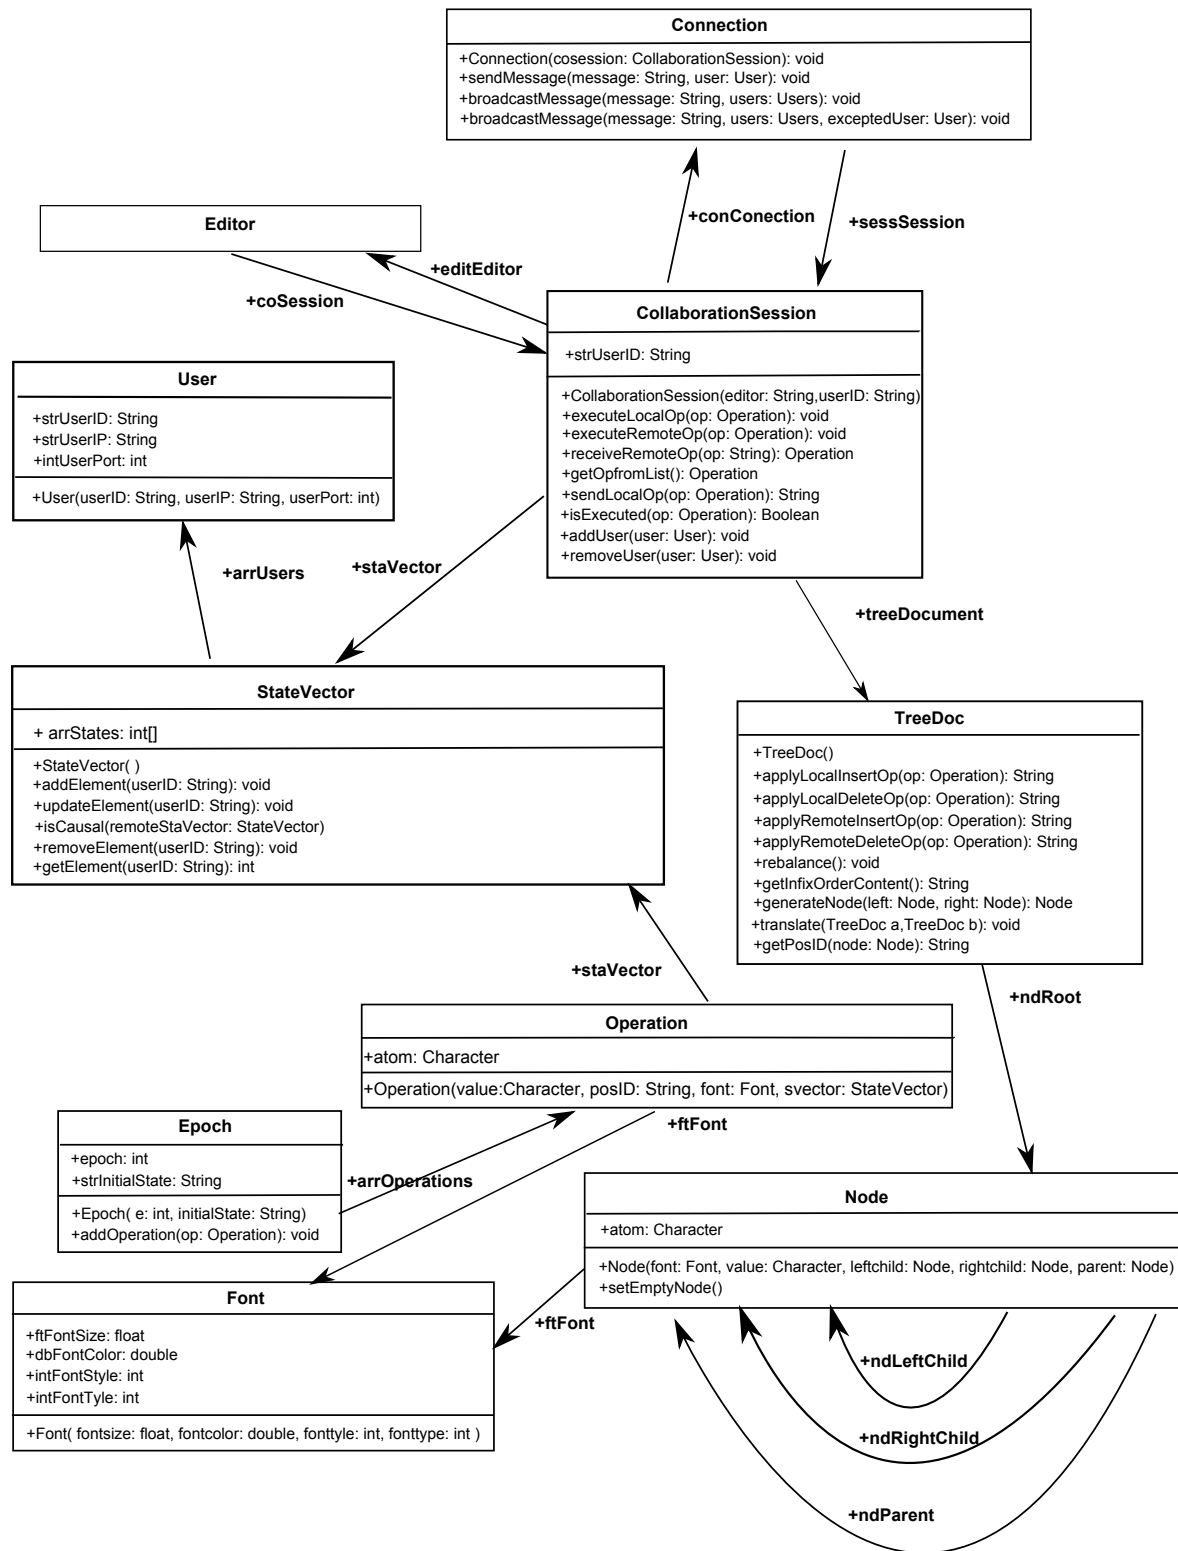 Connection
+Connection(cosession: CollaborationSession): void
+sendMessage(message: String, user: User): void
+broadcastMessage(message: String, users: Users): void
+broadcastMessage(message: String, users: Users, exceptedUser: User): void
+conConection
+sessSession
Editor
+editEditor
+coSession
CollaborationSession
+strUserID: String
+CollaborationSession(editor: String,userID: String)
+executeLocalOp(op: Operation): void
+executeRemoteOp(op: Operation): void
+receiveRemoteOp(op: String): Operation
+getOpfromList(): Operation
+sendLocalOp(op: Operation): String
+isExecuted(op: Operation): Boolean
+addUser(user: User): void
+removeUser(user: User): void
User
+strUserID: String
+strUserIP: String
+intUserPort: int
+User(userID: String, userIP: String, userPort: int)
+arrUsers
+staVector
+treeDocument
StateVector
+ arrStates: int[]
+StateVector( )
+addElement(userID: String): void
+updateElement(userID: String): void
+isCausal(remoteStaVector: StateVector)
+removeElement(userID: String): void
+getElement(userID: String): int
TreeDoc
+TreeDoc()
+applyLocalInsertOp(op: Operation): String
+applyLocalDeleteOp(op: Operation): String
+applyRemoteInsertOp(op: Operation): String
+applyRemoteDeleteOp(op: Operation): String
+rebalance(): void
+getInfixOrderContent(): String
+generateNode(left: Node, right: Node): Node
+translate(TreeDoc a,TreeDoc b): void
+getPosID(node: Node): String
+staVector
+ndRoot
Operation
+atom: Character
+Operation(value:Character, posID: String, font: Font, svector: StateVector)
+ftFont
Epoch
+epoch: int
+strInitialState: String
+Epoch( e: int, initialState: String)
+addOperation(op: Operation): void
+arrOperations
Node
+atom: Character
+Node(font: Font, value: Character, leftchild: Node, rightchild: Node, parent: Node)
+setEmptyNode()
Font
+ftFontSize: float
+dbFontColor: double
+intFontStyle: int
+intFontTyle: int
+Font( fontsize: float, fontcolor: double, fonttyle: int, fonttype: int )
+ftFont
+ndLeftChild
+ndRightChild
+ndParent